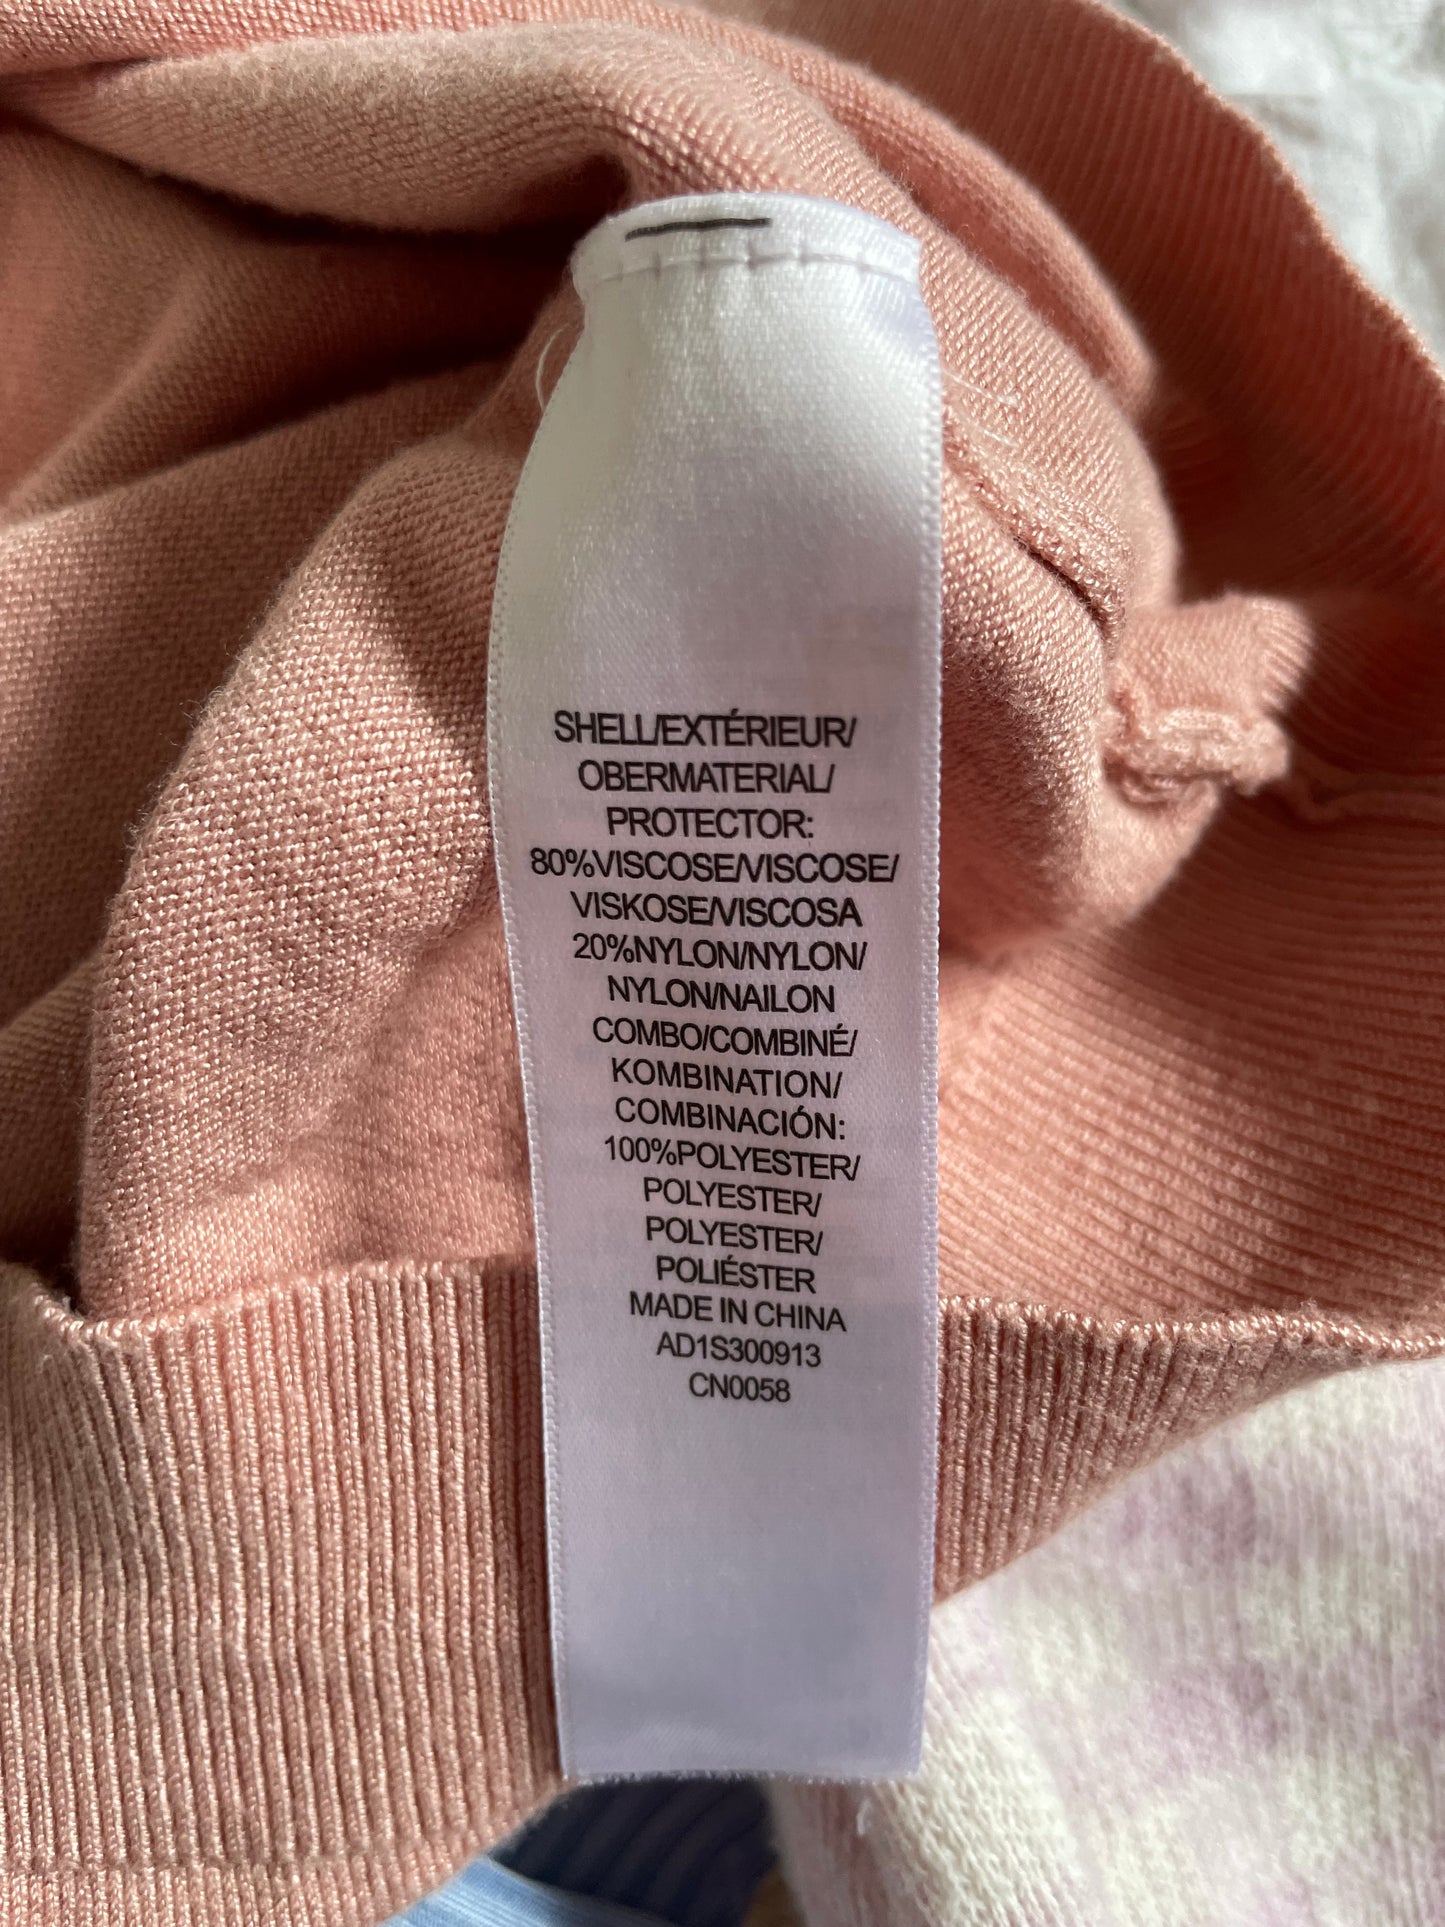 SHELL/EXTÉRIEUR/
OBERMATERIAL/
PROTECTOR:
80%VISCOSE/VISCOSE/
VISKOSE/VISCOSA
20%NYLON/NYLON/
NYLON/NAILON
COMBO/COMBINÉ/
KOMBINATION/
COMBINACIÓN:
100%POLYESTER/
POLYESTER/
POLYESTER/
POLIÉSTER
MADE IN CHINA
AD1S300913
CN0058